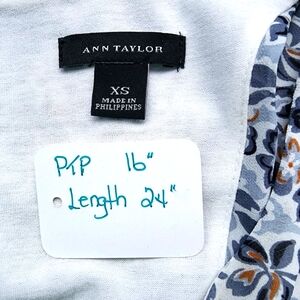 ANN TAYLOR
XS
MADE IN
PHILIPPINES
PTP 16"
Length 24"